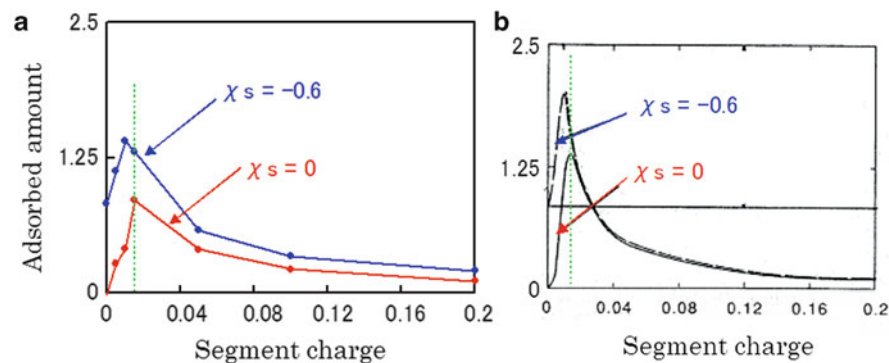 a
2.5
χ s = −0.6
1.25
χ s = 0
0
0
0.04
0.08
0.12
0.16
0.2
Adsorbed amount
Segment charge
b
2.5
χ s = −0.6
1.25
χ s = 0
0
0
0.04
0.08
0.12
0.16
0.2
Segment charge